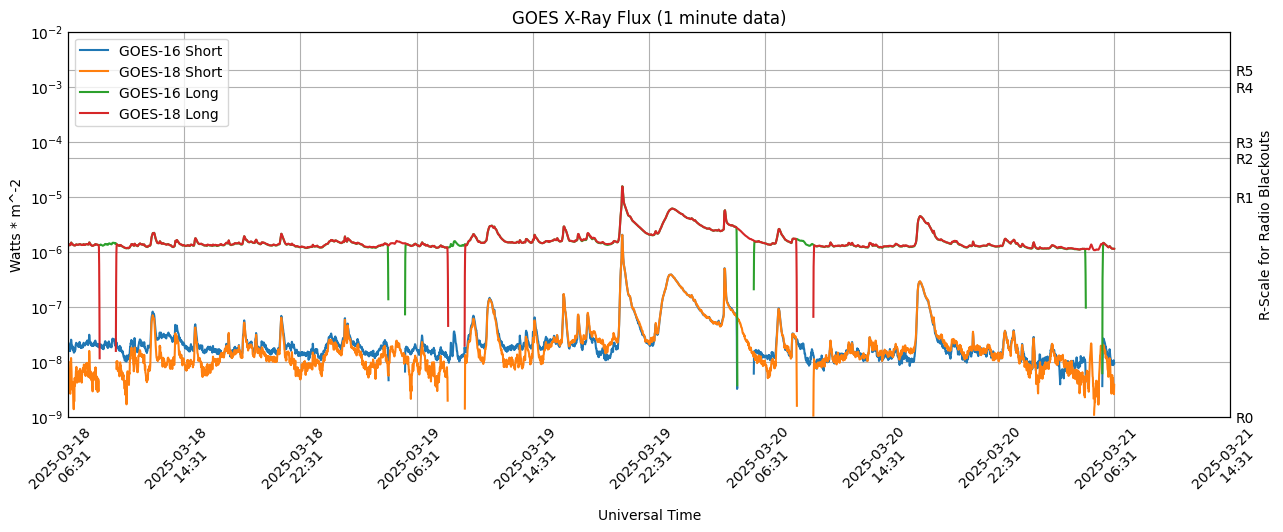 GOES X-Ray Flux (1 minute data)
GOES-16 Short
GOES-18 Short
GOES-16 Long
GOES-18 Long
10^-2
10^-3
10^-4
10^-5
10^-6
10^-7
10^-8
10^-9
Watts * m^-2
R5
R4
R3
R2
R1
R0
R-Scale for Radio Blackouts
2025-03-18
06:31
2025-03-18
14:31
2025-03-18
22:31
2025-03-19
06:31
2025-03-19
14:31
2025-03-19
22:31
2025-03-20
06:31
2025-03-20
14:31
2025-03-20
22:31
2025-03-21
06:31
2025-03-21
14:31
Universal Time